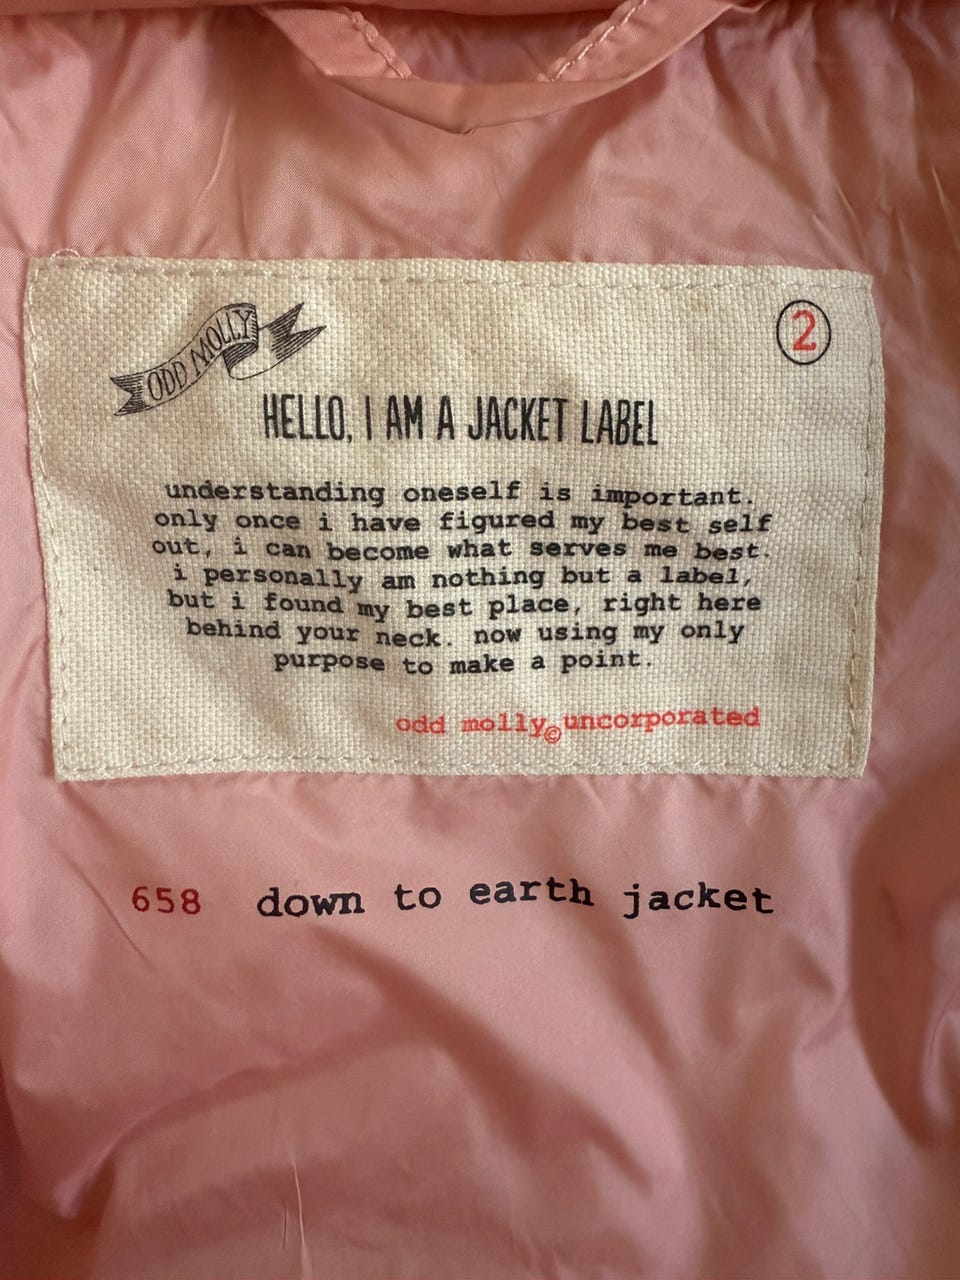 ODD MOLLY
2
HELLO, I AM A JACKET LABEL
understanding oneself is important.
only once i have figured my best self
out, i can become what serves me best.
i personally am nothing but a label,
but i found my best place, right here
behind your neck. now using my only
purpose to make a point.
odd molly©uncorporated
658 down to earth jacket